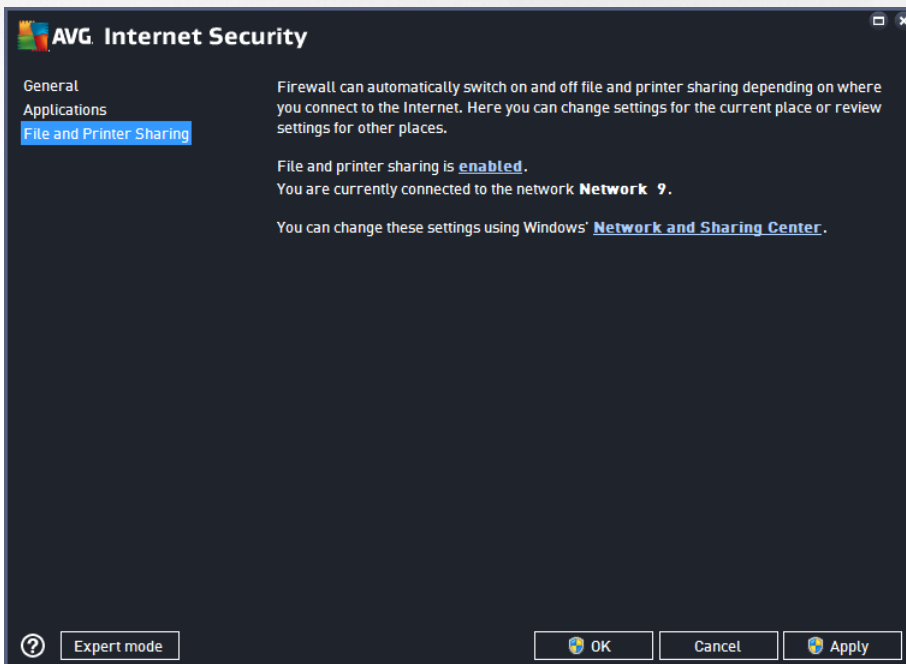 AVG. Internet Security
General
Applications
File and Printer Sharing
Firewall can automatically switch on and off file and printer sharing depending on where
you connect to the Internet. Here you can change settings for the current place or review
settings for other places.
File and printer sharing is enabled.
You are currently connected to the network Network 9.
You can change these settings using Windows' Network and Sharing Center.
? Expert mode
OK
Cancel
Apply